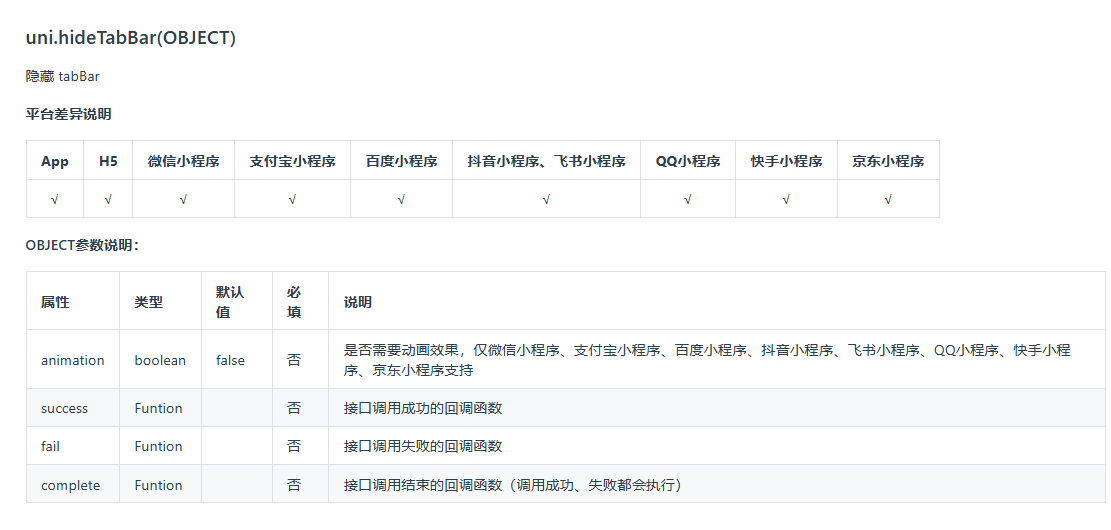 uni.hideTabBar(OBJECT)
隐藏 tabBar
平台差异说明
App H5 微信小程序 支付宝小程序 百度小程序 抖音小程序、飞书小程序 QQ小程序 快手小程序 京东小程序
√ √ √ √ √ √ √ √ √
OBJECT参数说明：
属性 类型 默认值 必填 说明
animation boolean false 否 是否需要动画效果，仅微信小程序、支付宝小程序、百度小程序、抖音小程序、飞书小程序、QQ小程序、快手小程
序、京东小程序支持
success Funtion 否 接口调用成功的回调函数
fail Funtion 否 接口调用失败的回调函数
complete Funtion 否 接口调用结束的回调函数（调用成功、失败都会执行）